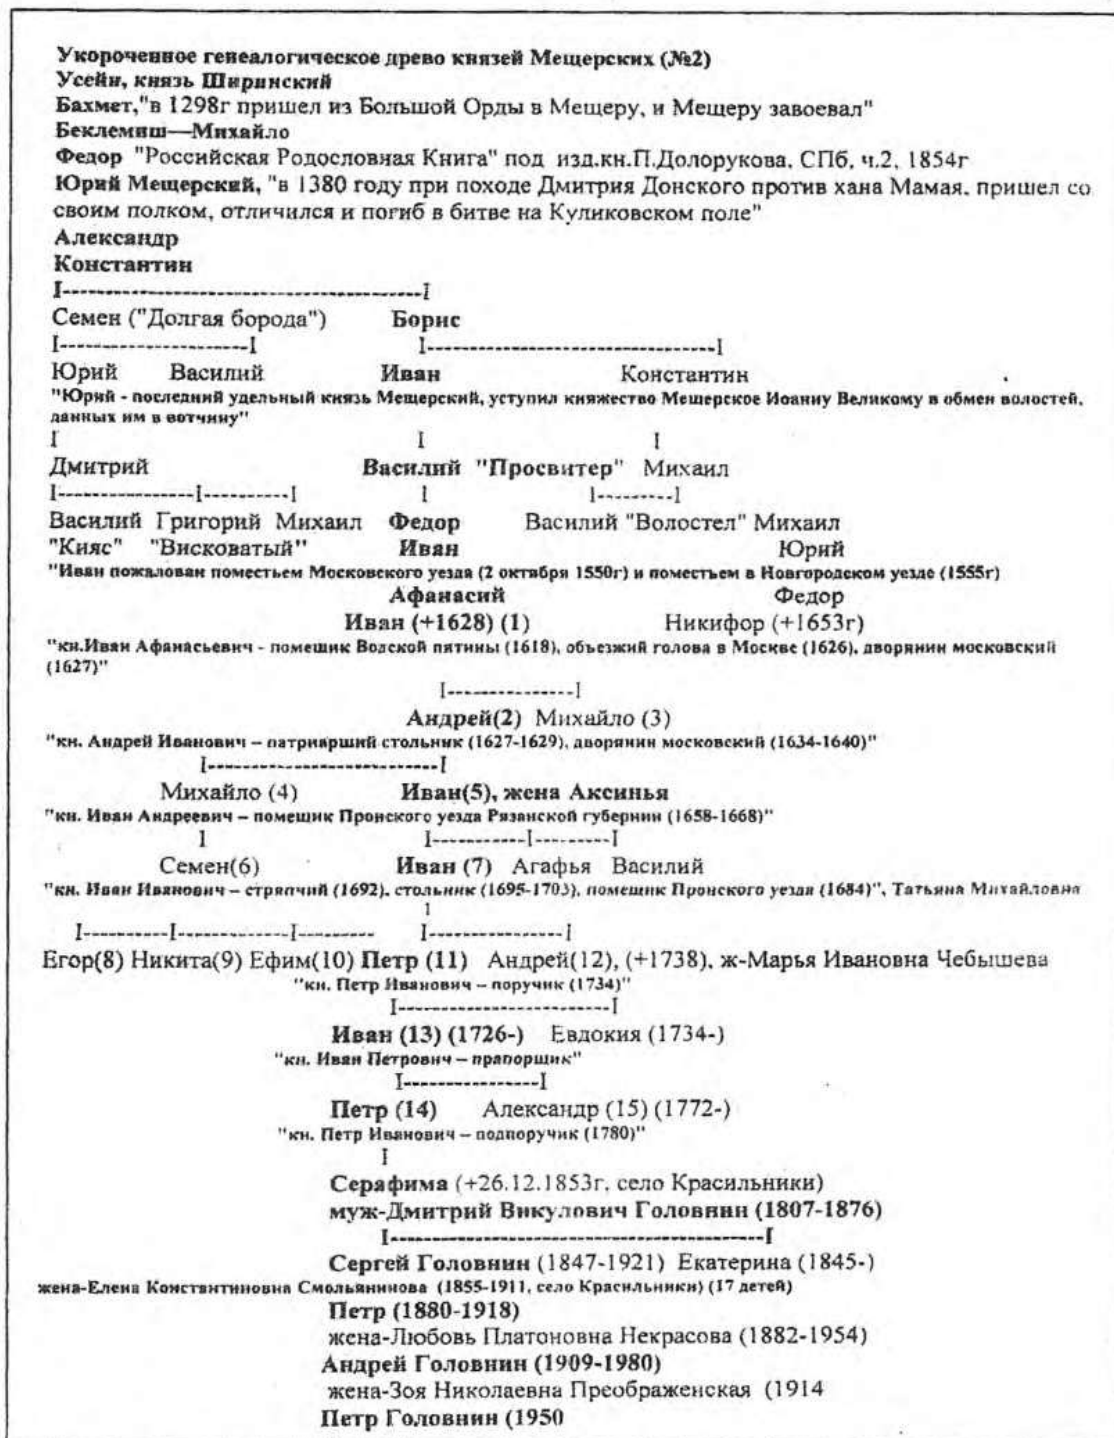 Укороченное генеалогическое древо князей Мещерских (№2)
Усейн, князь Ширинский
Бахмет,"в 1298г пришел из Большой Орды в Мещеру, и Мещеру завоевал"
Беклемиш—Михайло
Федор "Российская Родословная Книга" под изд.кн.П.Долорукова, СПб, ч.2, 1854г
Юрий Мещерский, "в 1380 году при походе Дмитрия Донского против хана Мамая, пришел со
своим полком, отличился и погиб в битве на Куликовском поле"
Александр
Константин
I----------------------------------------I
Семен ("Долгая борода") Борис
I---------------------I I--------------------------------I
Юрий Василий Иван Константин
"Юрий - последний удельный князь Мещерский, уступил княжество Мещерское Иоанну Великому в обмен волостей,
данных им в вотчину"
I I I
Дмитрий Василий "Просвитер" Михаил
I----------------I----------I I I---------I
Василий Григорий Михаил Федор Василий "Волостел" Михаил
"Кияс" "Висковатый" Иван Юрий
"Иван пожалован поместьем Московского уезда (2 октября 1550г) и поместьем в Новгородском уезде (1555г)
Афанасий Федор
Иван (+1628) (1) Никифор (+1653г)
"кн.Иван Афанасьевич - помещик Водской пятины (1618), объезжий голова в Москве (1626), дворянин московский
(1627)"
I---------------I
Андрей(2) Михайло (3)
"кн. Андрей Иванович – патриарший стольник (1627-1629), дворянин московский (1634-1640)"
I---------------------------I
Михайло (4) Иван(5), жена Аксинья
"кн. Иван Андреевич – помещик Пронского уезда Рязанской губернии (1658-1668)"
I I-----------I---------I
Семен(6) Иван (7) Агафья Василий
"кн. Иван Иванович – стряпчий (1692), стольник (1695-1703), помещик Пронского уезда (1684)", Татьяна Михайловна
I
I----------I-------------I--------- I----------------I
Егор(8) Никита(9) Ефим(10) Петр (11) Андрей(12), (+1738), ж-Марья Ивановна Чебышева
"кн. Петр Иванович – поручик (1734)"
I-------------------------I
Иван (13) (1726-) Евдокия (1734-)
"кн. Иван Петрович – прапорщик"
I----------------I
Петр (14) Александр (15) (1772-)
"кн. Петр Иванович – подпоручик (1780)"
I
Серафима (+26.12.1853г, село Красильники)
муж-Дмитрий Викулович Головнин (1807-1876)
I---------------------------------------------I
Сергей Головнин (1847-1921) Екатерина (1845-)
жена-Елена Константиновна Смольянинова (1855-1911, село Красильники) (17 детей)
Петр (1880-1918)
жена-Любовь Платоновна Некрасова (1882-1954)
Андрей Головнин (1909-1980)
жена-Зоя Николаевна Преображенская (1914
Петр Головнин (1950